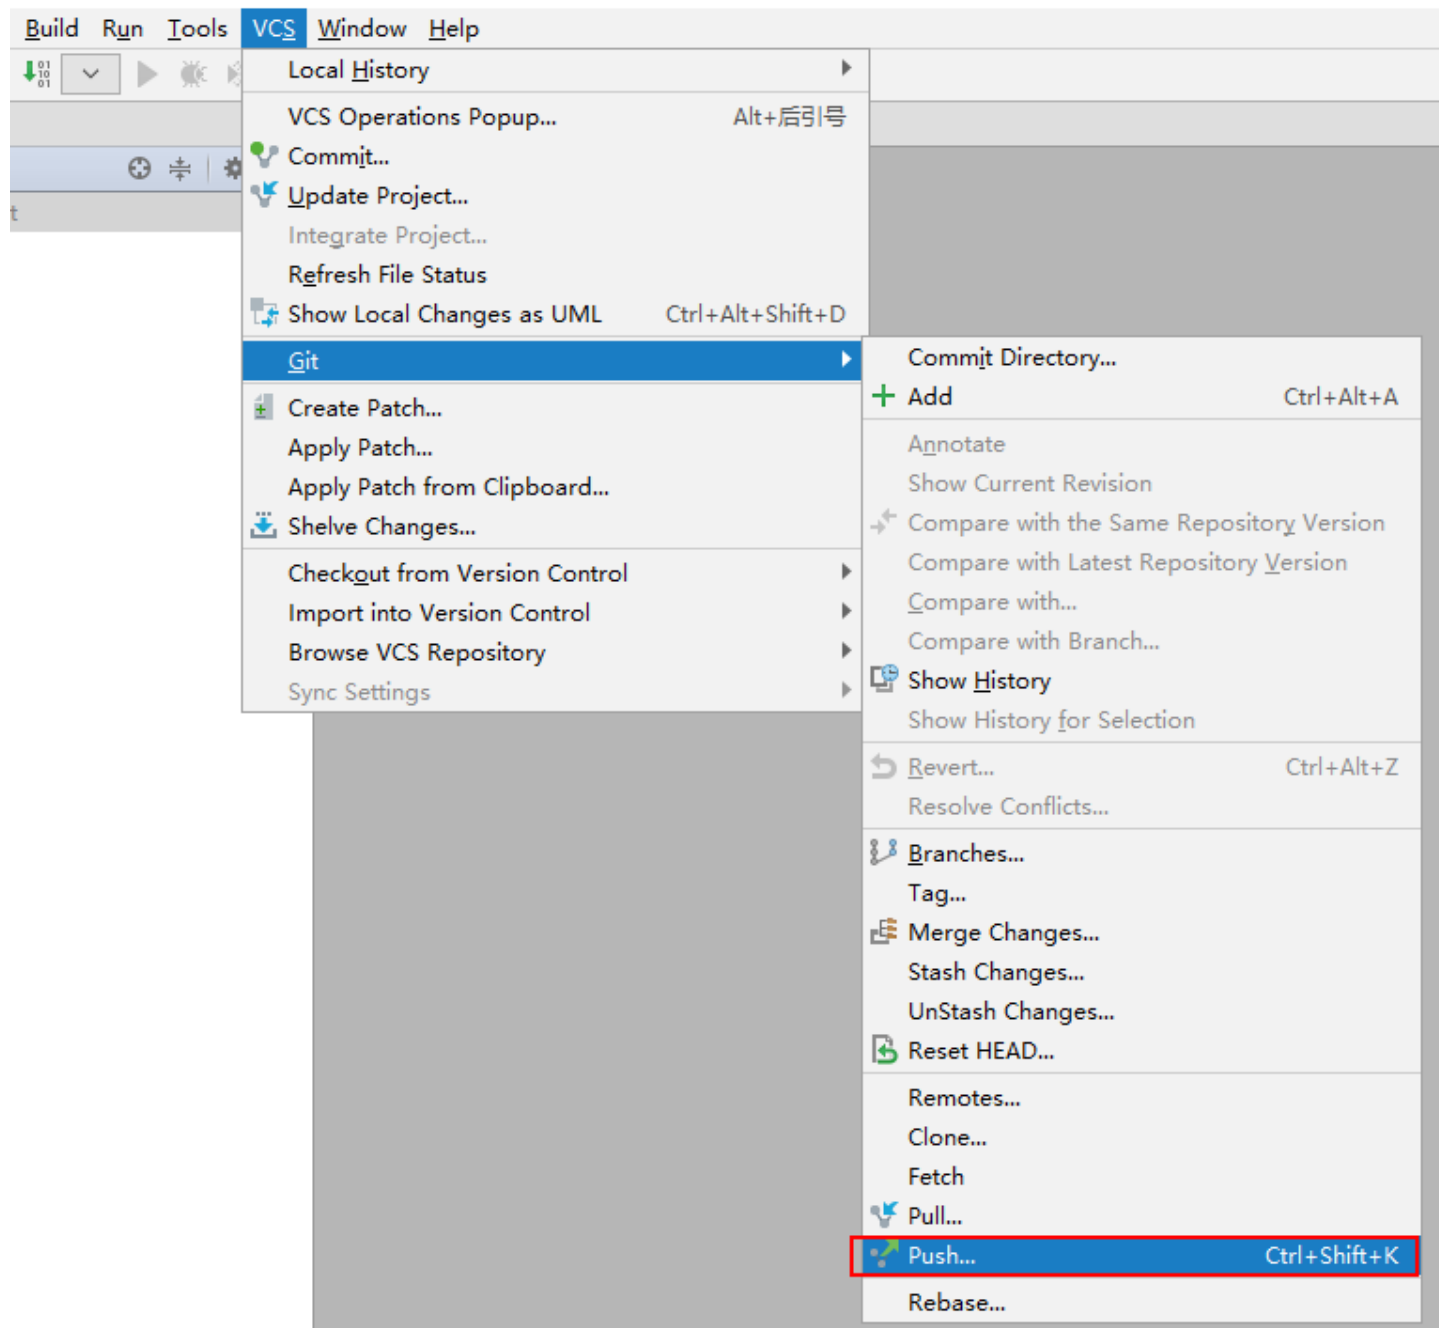 Build Run Tools VCS Window Help
Local History
VCS Operations Popup... Alt+后引号
Commit...
Update Project...
t
Integrate Project...
Refresh File Status
Show Local Changes as UML Ctrl+Alt+Shift+D
Git
Create Patch...
Apply Patch...
Apply Patch from Clipboard...
Shelve Changes...
Checkout from Version Control
Import into Version Control
Browse VCS Repository
Sync Settings
Commit Directory...
Add Ctrl+Alt+A
Annotate
Show Current Revision
Compare with the Same Repository Version
Compare with Latest Repository Version
Compare with...
Compare with Branch...
Show History
Show History for Selection
Revert... Ctrl+Alt+Z
Resolve Conflicts...
Branches...
Tag...
Merge Changes...
Stash Changes...
UnStash Changes...
Reset HEAD...
Remotes...
Clone...
Fetch
Pull...
Push... Ctrl+Shift+K
Rebase...